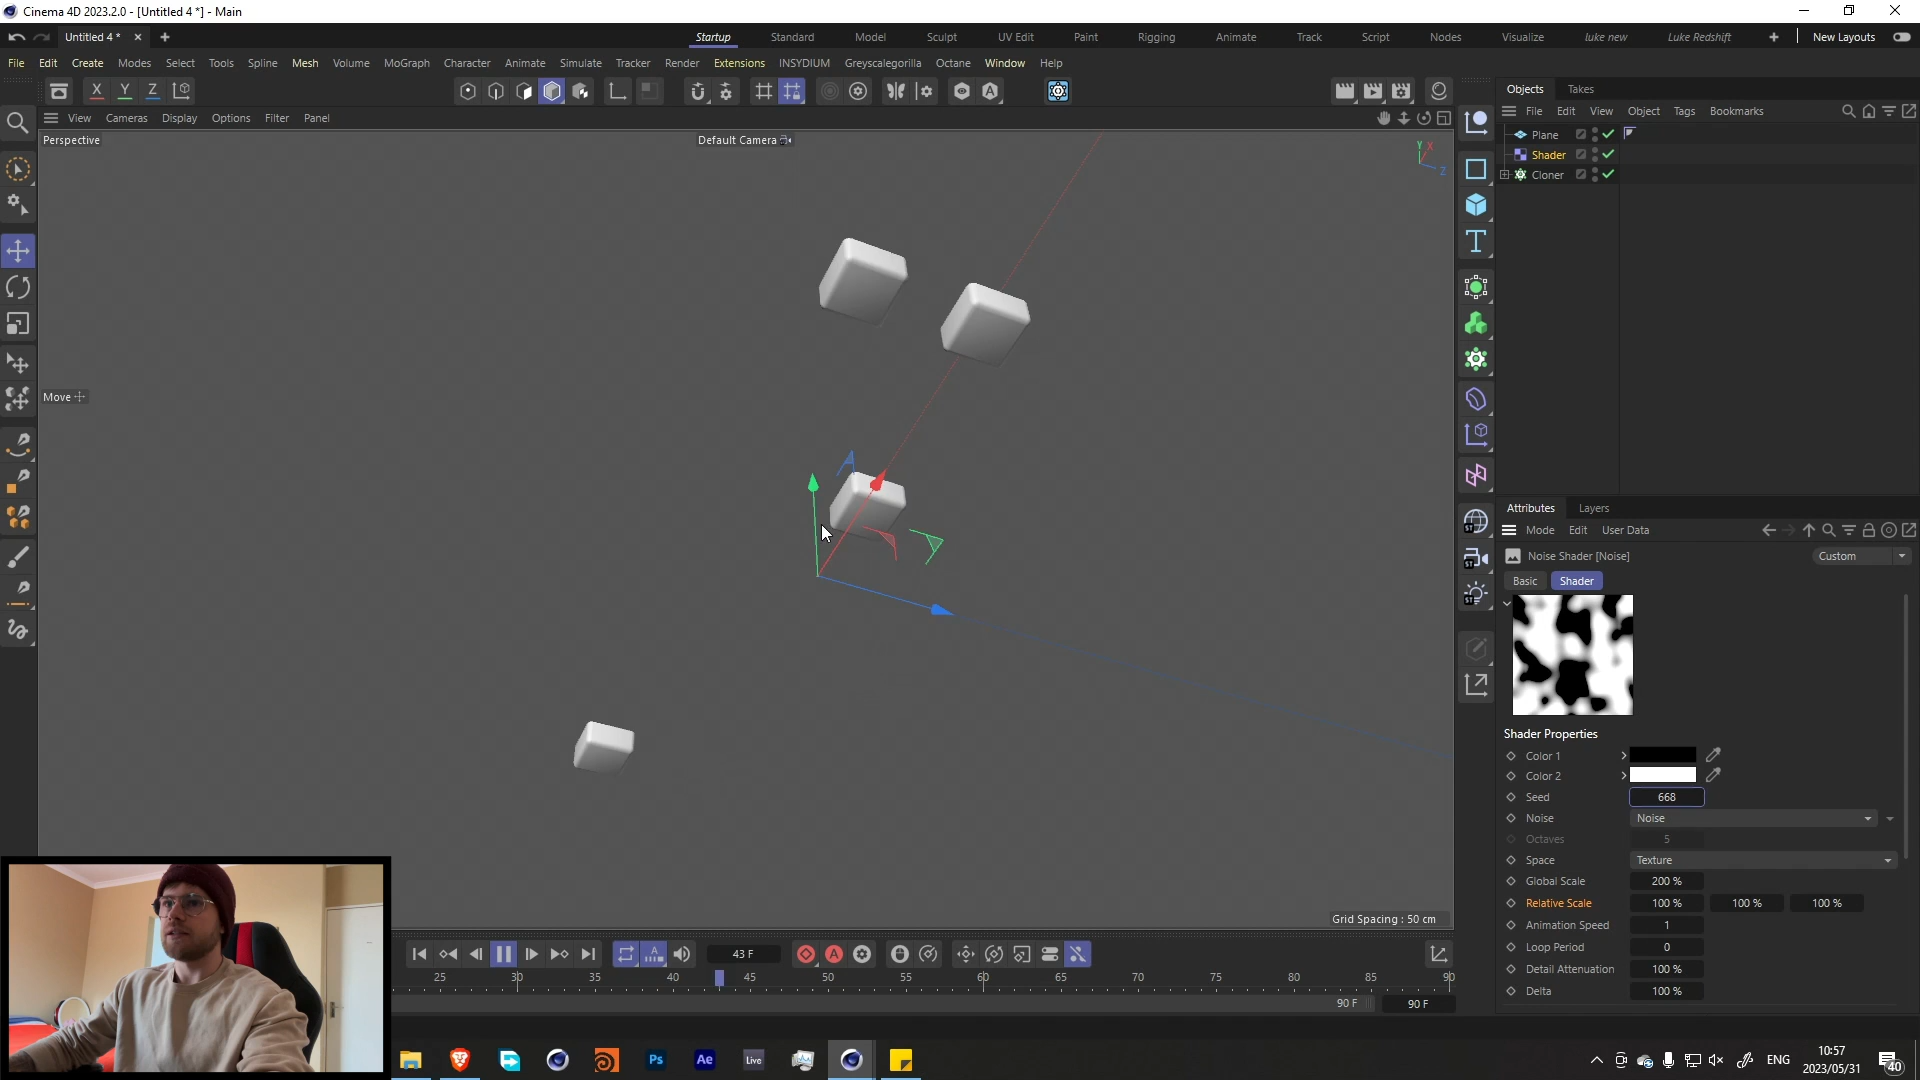 Cinema 4D 2023.2.0 - [Untitled 4 *] - Main
Untitled 4 *
Startup Standard Model Sculpt UV Edit Paint Rigging Animate Track Script Nodes Visualize luke new Luke Redshift New Layouts
File Edit Create Modes Select Tools Spline Mesh Volume MoGraph Character Animate Simulate Tracker Render Extensions INSYDIUM Greyscalegorilla Octane Window Help
X Y Z
Objects Takes
View Cameras Display Options Filter Panel
File Edit View Object Tags Bookmarks
Perspective
Default Camera
Y X
Z
Plane
Shader
Cloner
Move
Attributes Layers
Mode Edit User Data
Noise Shader [Noise]
Custom
Basic Shader
Shader Properties
Color 1
Color 2
Seed 668
Noise Noise
Octaves 5
Space Texture
Global Scale 200 %
Relative Scale 100 % 100 % 100 %
Animation Speed 1
Loop Period 0
Detail Attenuation 100 %
Delta 100 %
Grid Spacing : 50 cm
43 F
25 30 35 40 45 50 55 60 65 70 75 80 85 90
90 F 90 F
Ps Ae Live
ENG
10:57
2023/05/31
40